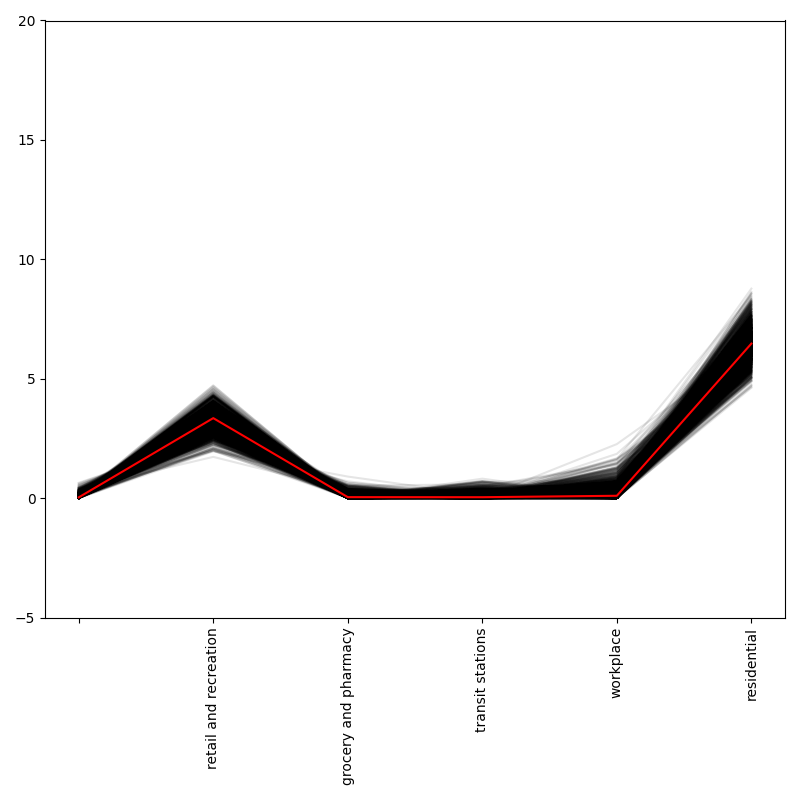 20
15
10
5
0
−5
retail and recreation
grocery and pharmacy
transit stations
workplace
residential